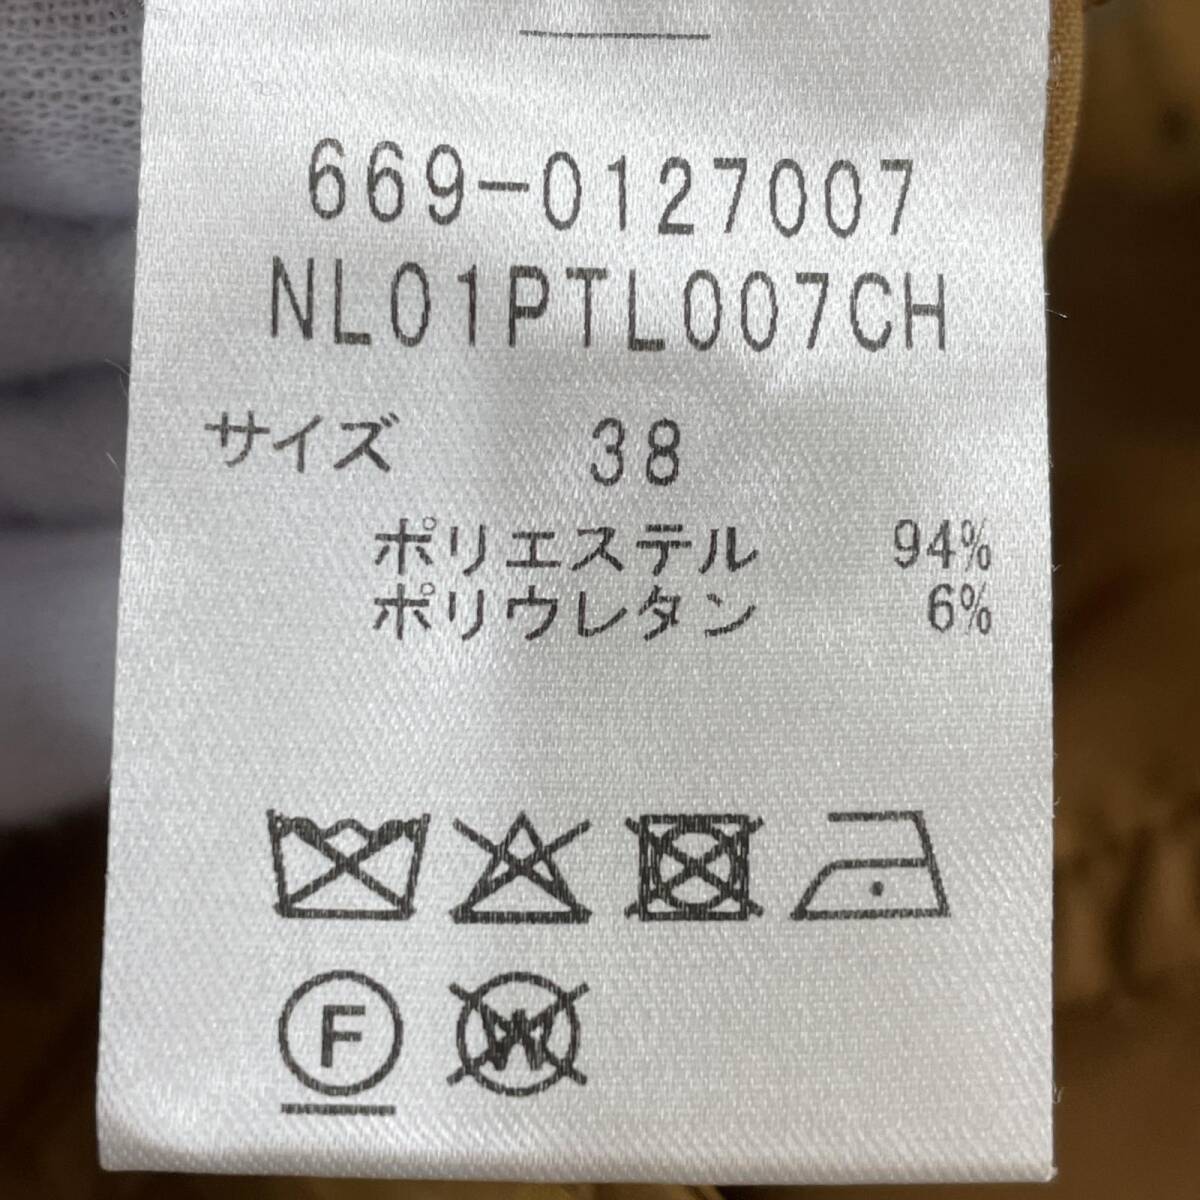 669-0127007
NL01PTL007CH
サイズ 38
ポリエステル 94%
ポリウレタン 6%
F
W